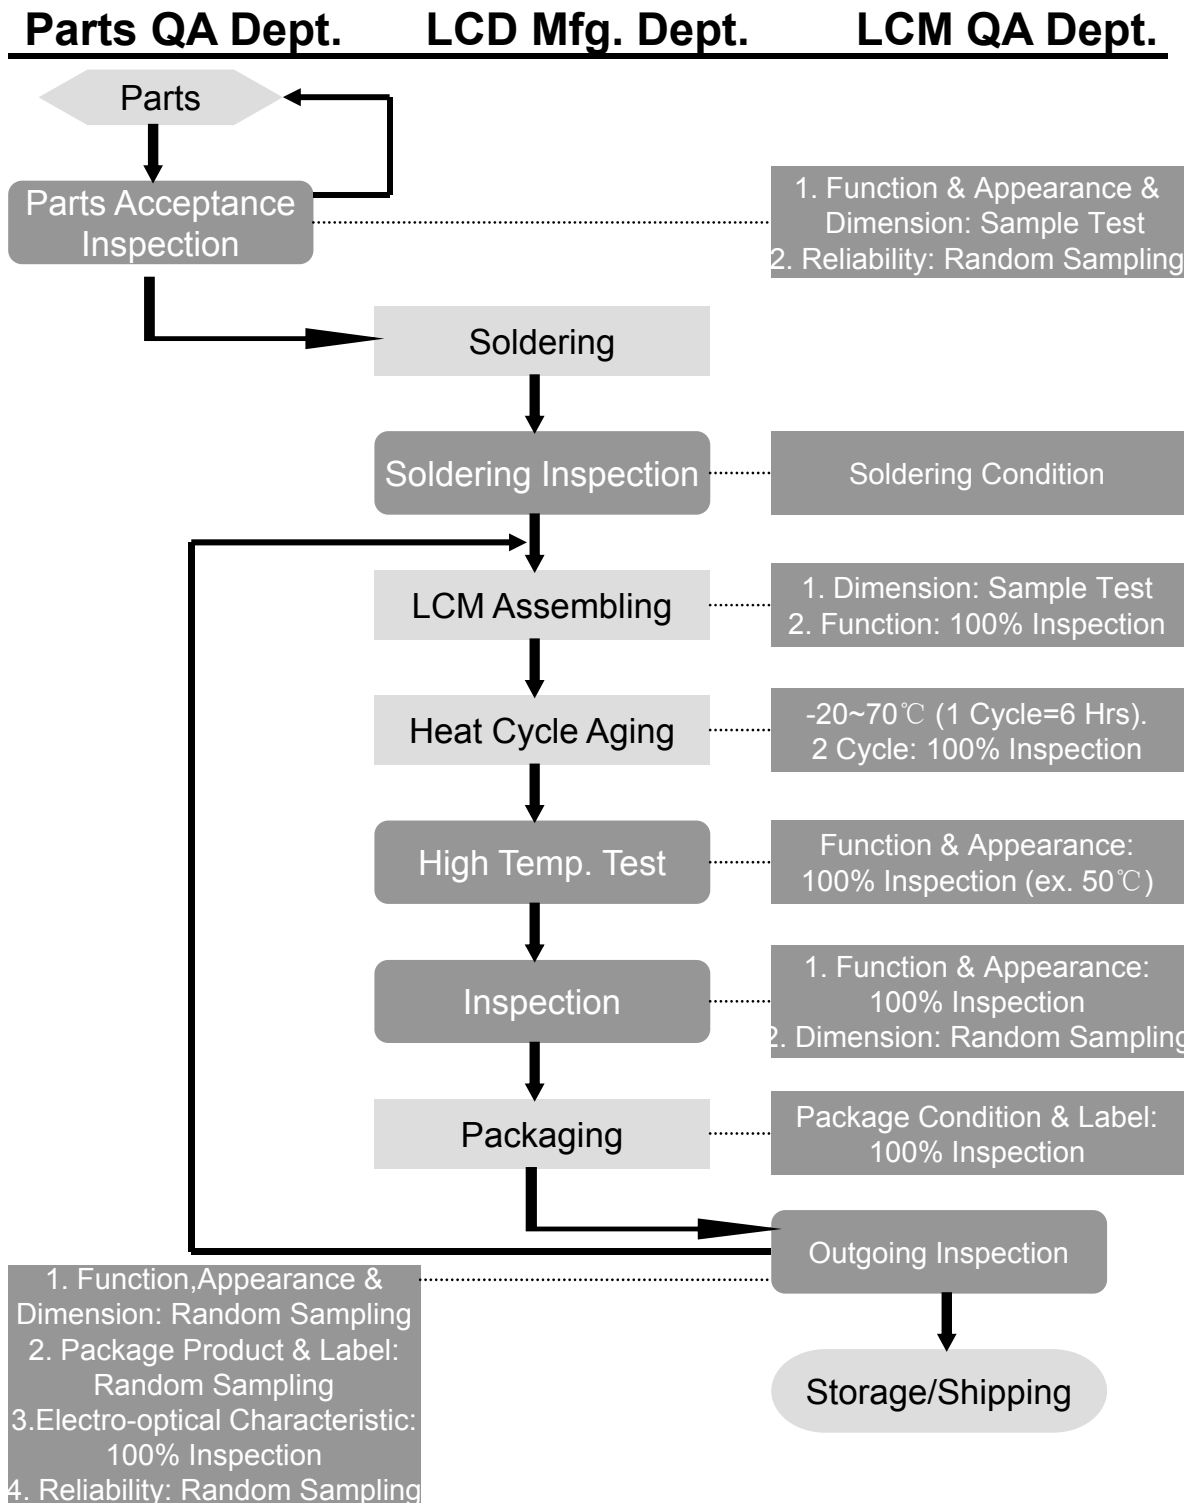 Parts QA Dept. LCD Mfg. Dept. LCM QA Dept.
Parts
Parts Acceptance
Inspection
1. Function & Appearance &
Dimension: Sample Test
2. Reliability: Random Sampling
Soldering
Soldering Inspection
Soldering Condition
LCM Assembling
1. Dimension: Sample Test
2. Function: 100% Inspection
Heat Cycle Aging
-20~70℃ (1 Cycle=6 Hrs).
2 Cycle: 100% Inspection
High Temp. Test
Function & Appearance:
100% Inspection (ex. 50℃)
Inspection
1. Function & Appearance:
100% Inspection
2. Dimension: Random Sampling
Packaging
Package Condition & Label:
100% Inspection
Outgoing Inspection
1. Function,Appearance &
Dimension: Random Sampling
2. Package Product & Label:
Random Sampling
3.Electro-optical Characteristic:
100% Inspection
4. Reliability: Random Sampling
Storage/Shipping